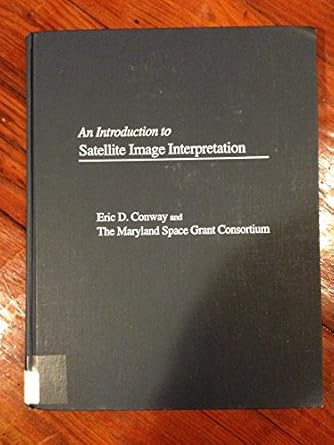 An Introduction to
Satellite Image Interpretation
Eric D. Conway and
The Maryland Space Grant Consortium